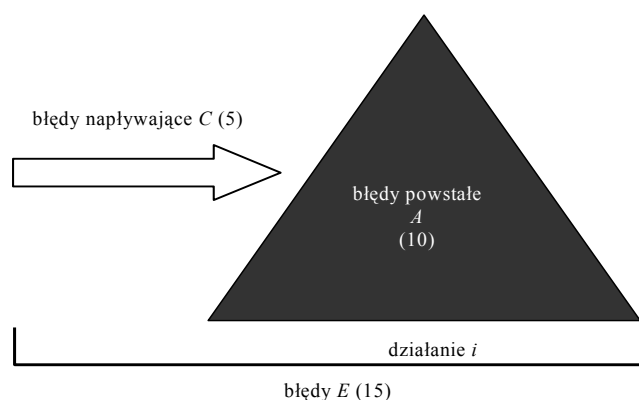 błędy napływające C (5)
błędy powstałe
A
(10)
działanie i
błędy E (15)